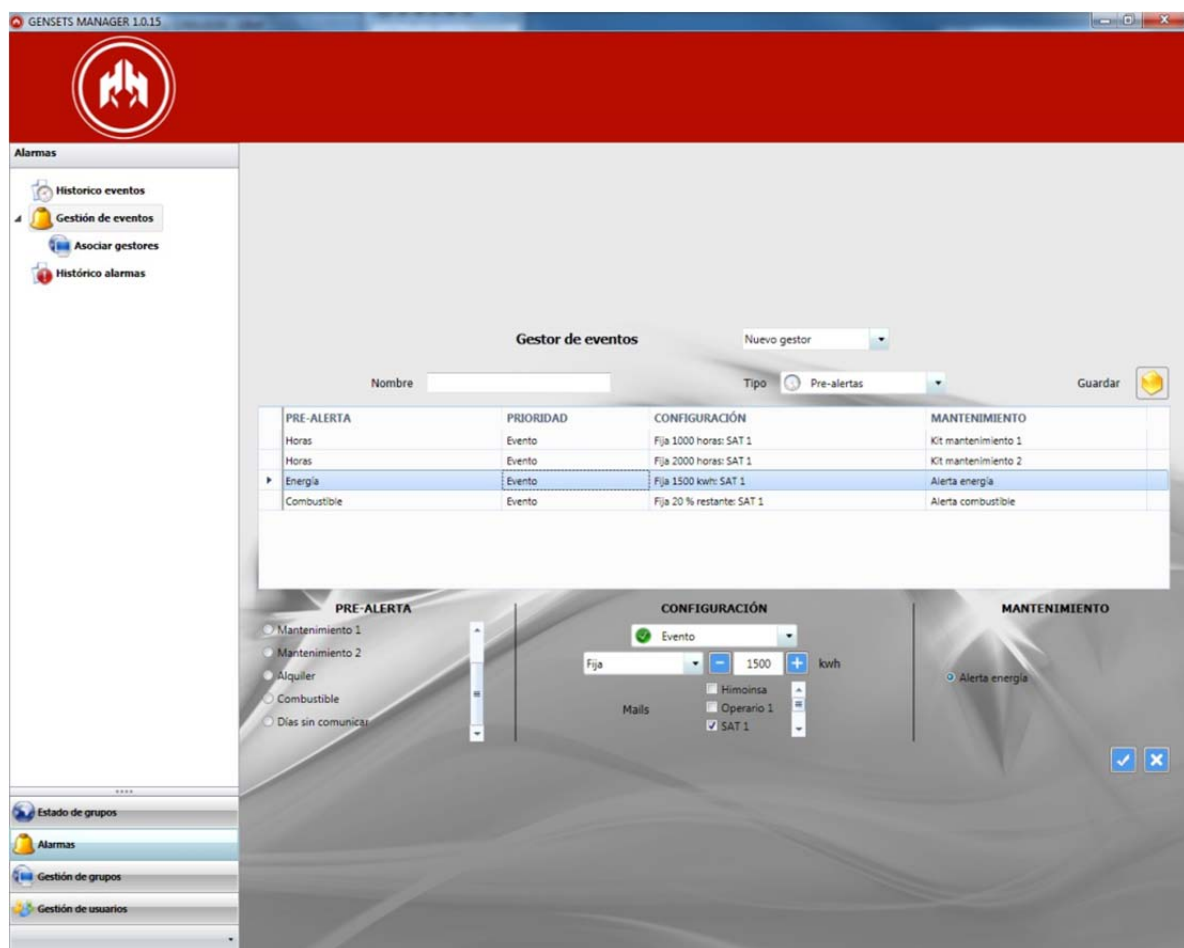 GENSETS MANAGER 1.0.15
Alarmas
Historico eventos
Gestión de eventos
Asociar gestores
Histórico alarmas
Gestor de eventos Nuevo gestor
Nombre Tipo Pre-alertas Guardar
PRE-ALERTA PRIORIDAD CONFIGURACIÓN MANTENIMIENTO
Horas Evento Fija 1000 horas: SAT 1 Kit mantenimiento 1
Horas Evento Fija 2000 horas: SAT 1 Kit mantenimiento 2
Energía Evento Fija 1500 kwh: SAT 1 Alerta energía
Combustible Evento Fija 20 % restante: SAT 1 Alerta combustible
PRE-ALERTA
Mantenimiento 1
Mantenimiento 2
Alquiler
Combustible
Días sin comunicar
CONFIGURACIÓN
Evento
Fija 1500 kwh
Mails
Himoinsa
Operario 1
SAT 1
MANTENIMIENTO
Alerta energía
Estado de grupos
Alarmas
Gestión de grupos
Gestión de usuarios